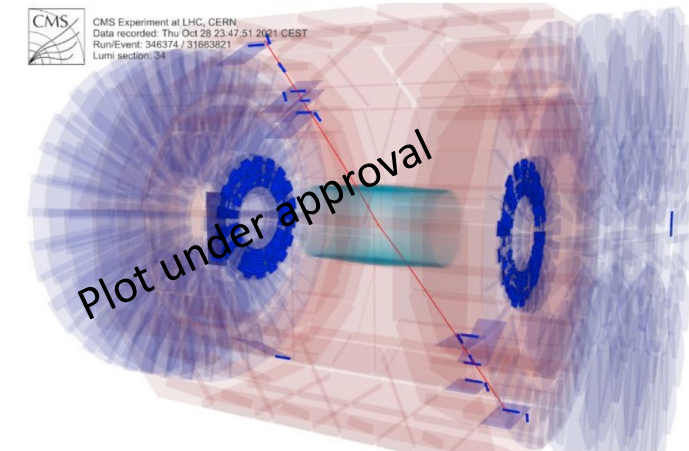 CMS
CMS Experiment at LHC, CERN
Data recorded: Thu Oct 28 23:47:51 2021 CEST
Run/Event: 346374 / 31663821
Lumi section: 34
Plot under approval